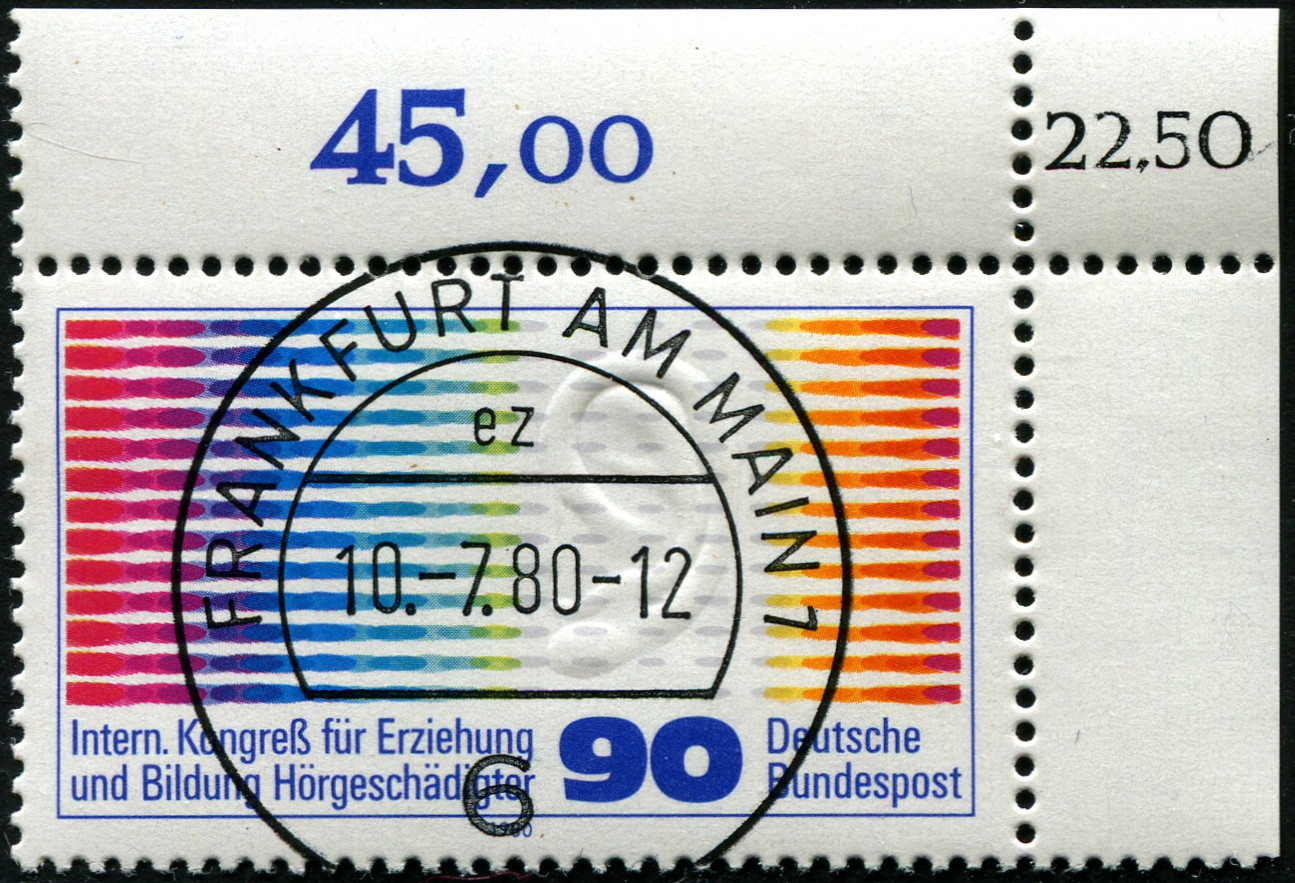 45,00
22,50
FRANKFURT AM MAIN 1
ez
10.-7.80-12
6
Intern. Kongreß für Erziehung
und Bildung Hörgeschädigter
90
Deutsche
Bundespost
1980